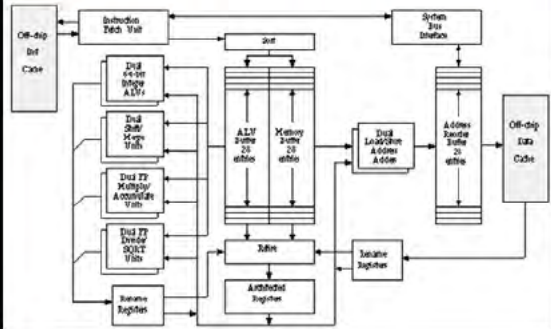 Off-chip
Inst
Cache
Instruction
Fetch Unit
Sort
System
Bus
Interface
Dual
64-bit
Integer
ALUs
Dual
Shift/
Merge
Units
Dual FP
Multiply/
Accumulate
Units
Dual FP
Divide/
SQRT
Units
Rename
Registers
ALU
Buffer
28
entries
Memory
Buffer
28
entries
Retire
Architected
Registers
Dual
Load/Store
Address
Adders
Rename
Registers
Address
Reorder
Buffer
28
entries
Off-chip
Data
Cache